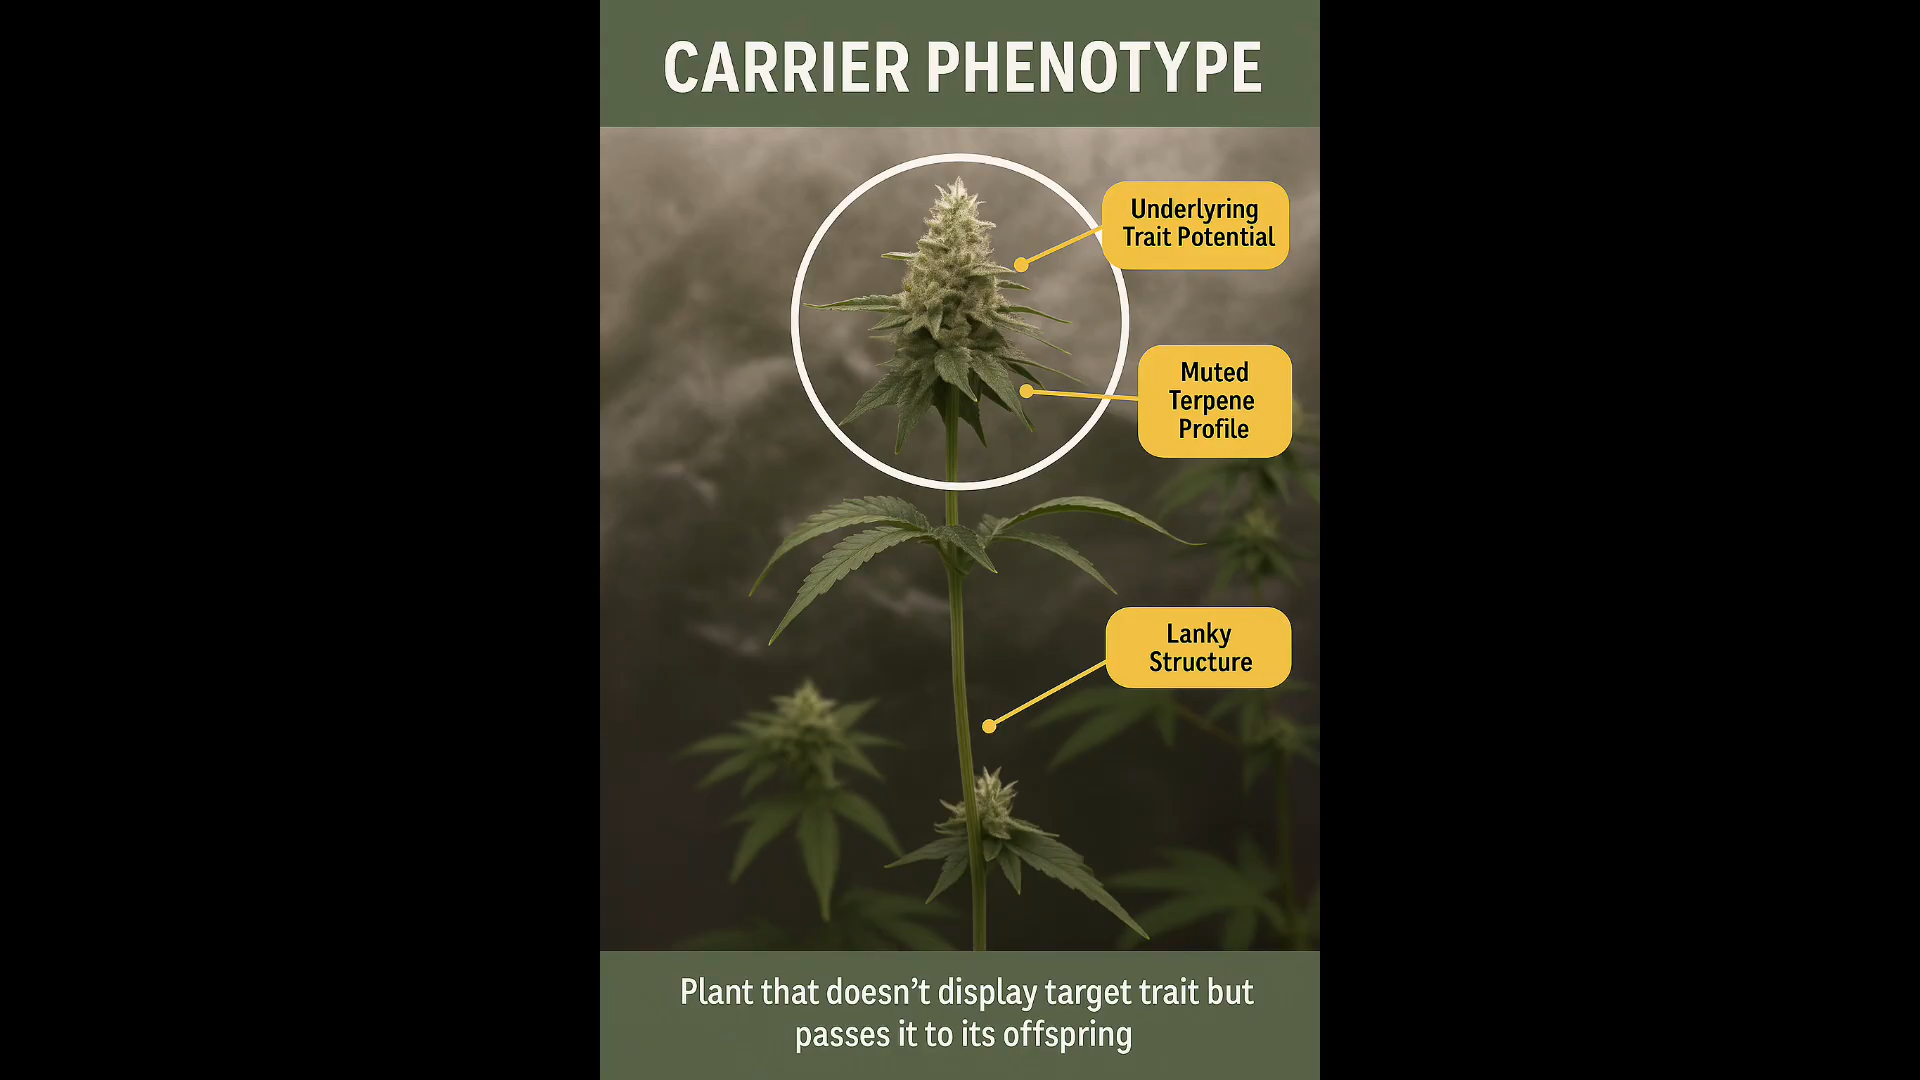 CARRIER PHENOTYPE
Underlyring
Trait Potential
Muted
Terpene
Profile
Lanky
Structure
Plant that doesn’t display target trait but
passes it to its offspring